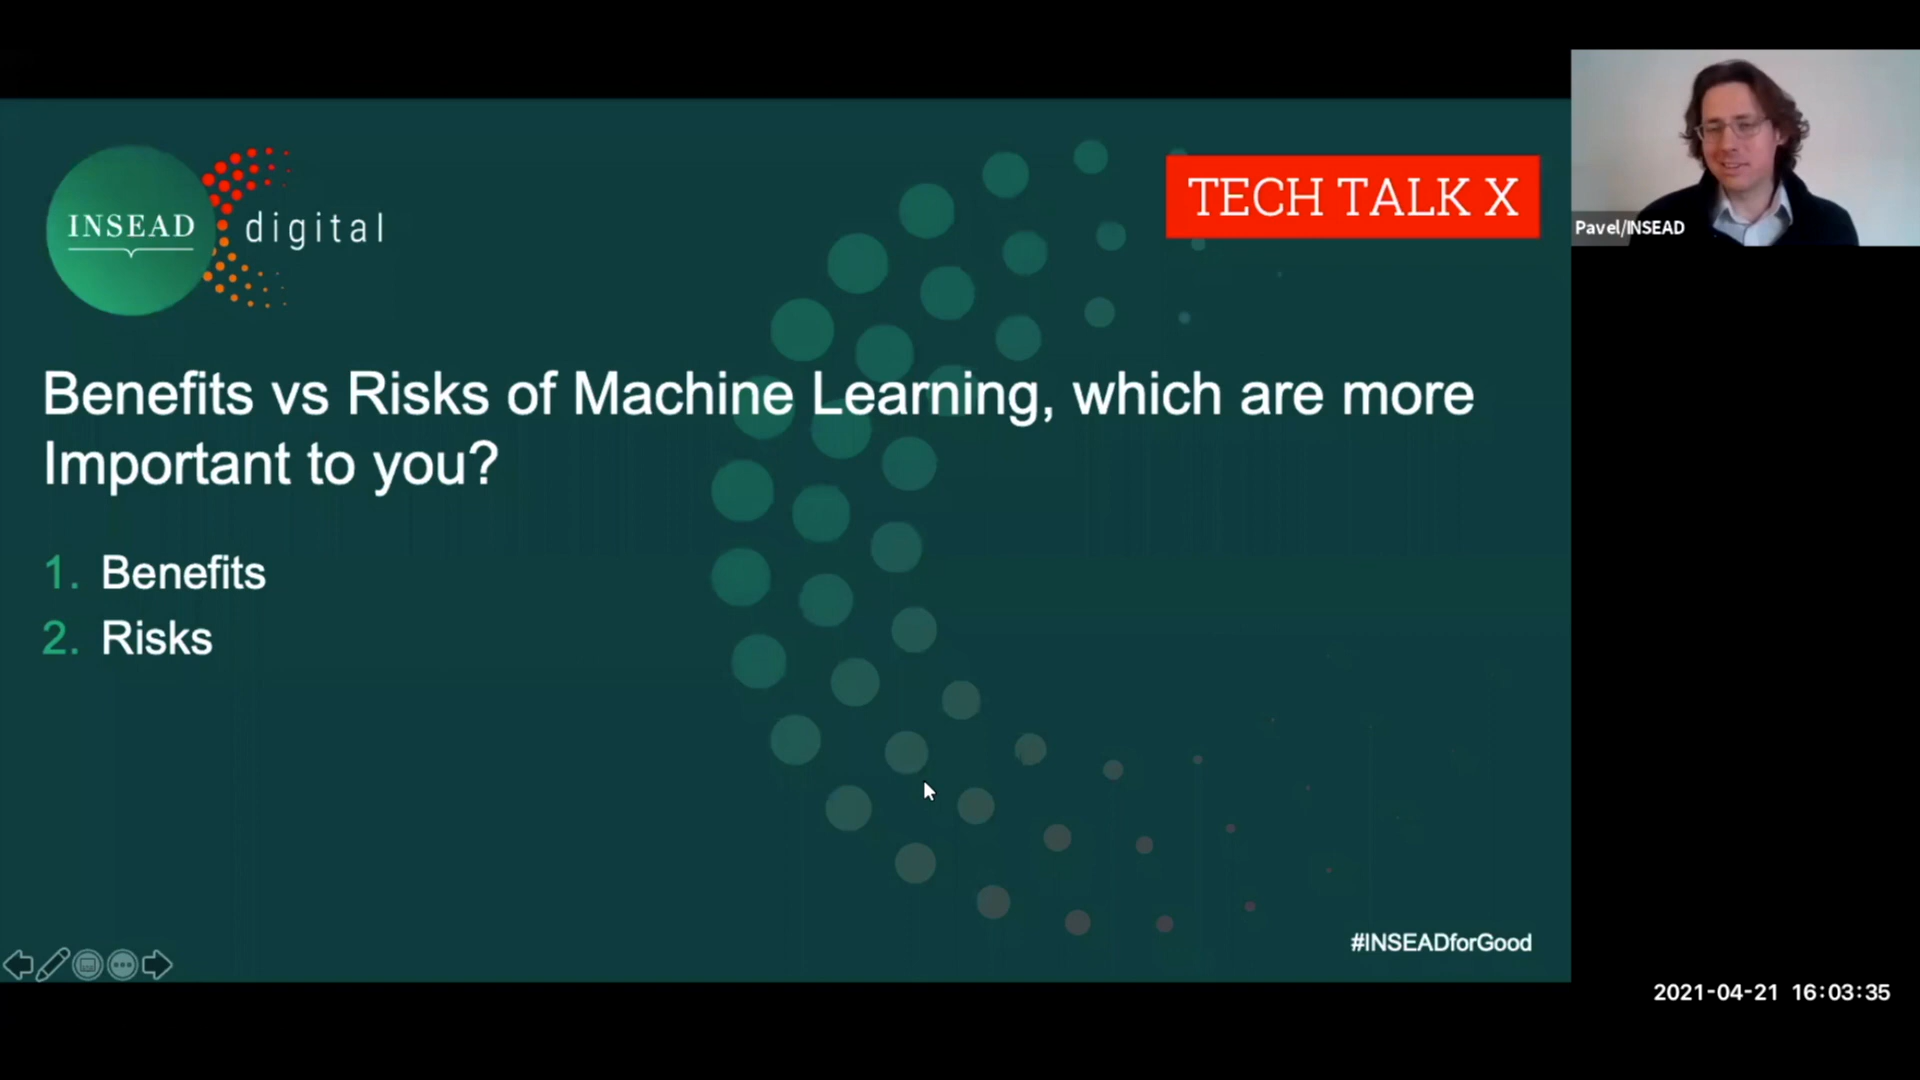 INSEAD
digital
TECH TALK X
Pavel/INSEAD
Benefits vs Risks of Machine Learning, which are more
Important to you?
1. Benefits
2. Risks
#INSEADforGood
2021-04-21 16:03:35